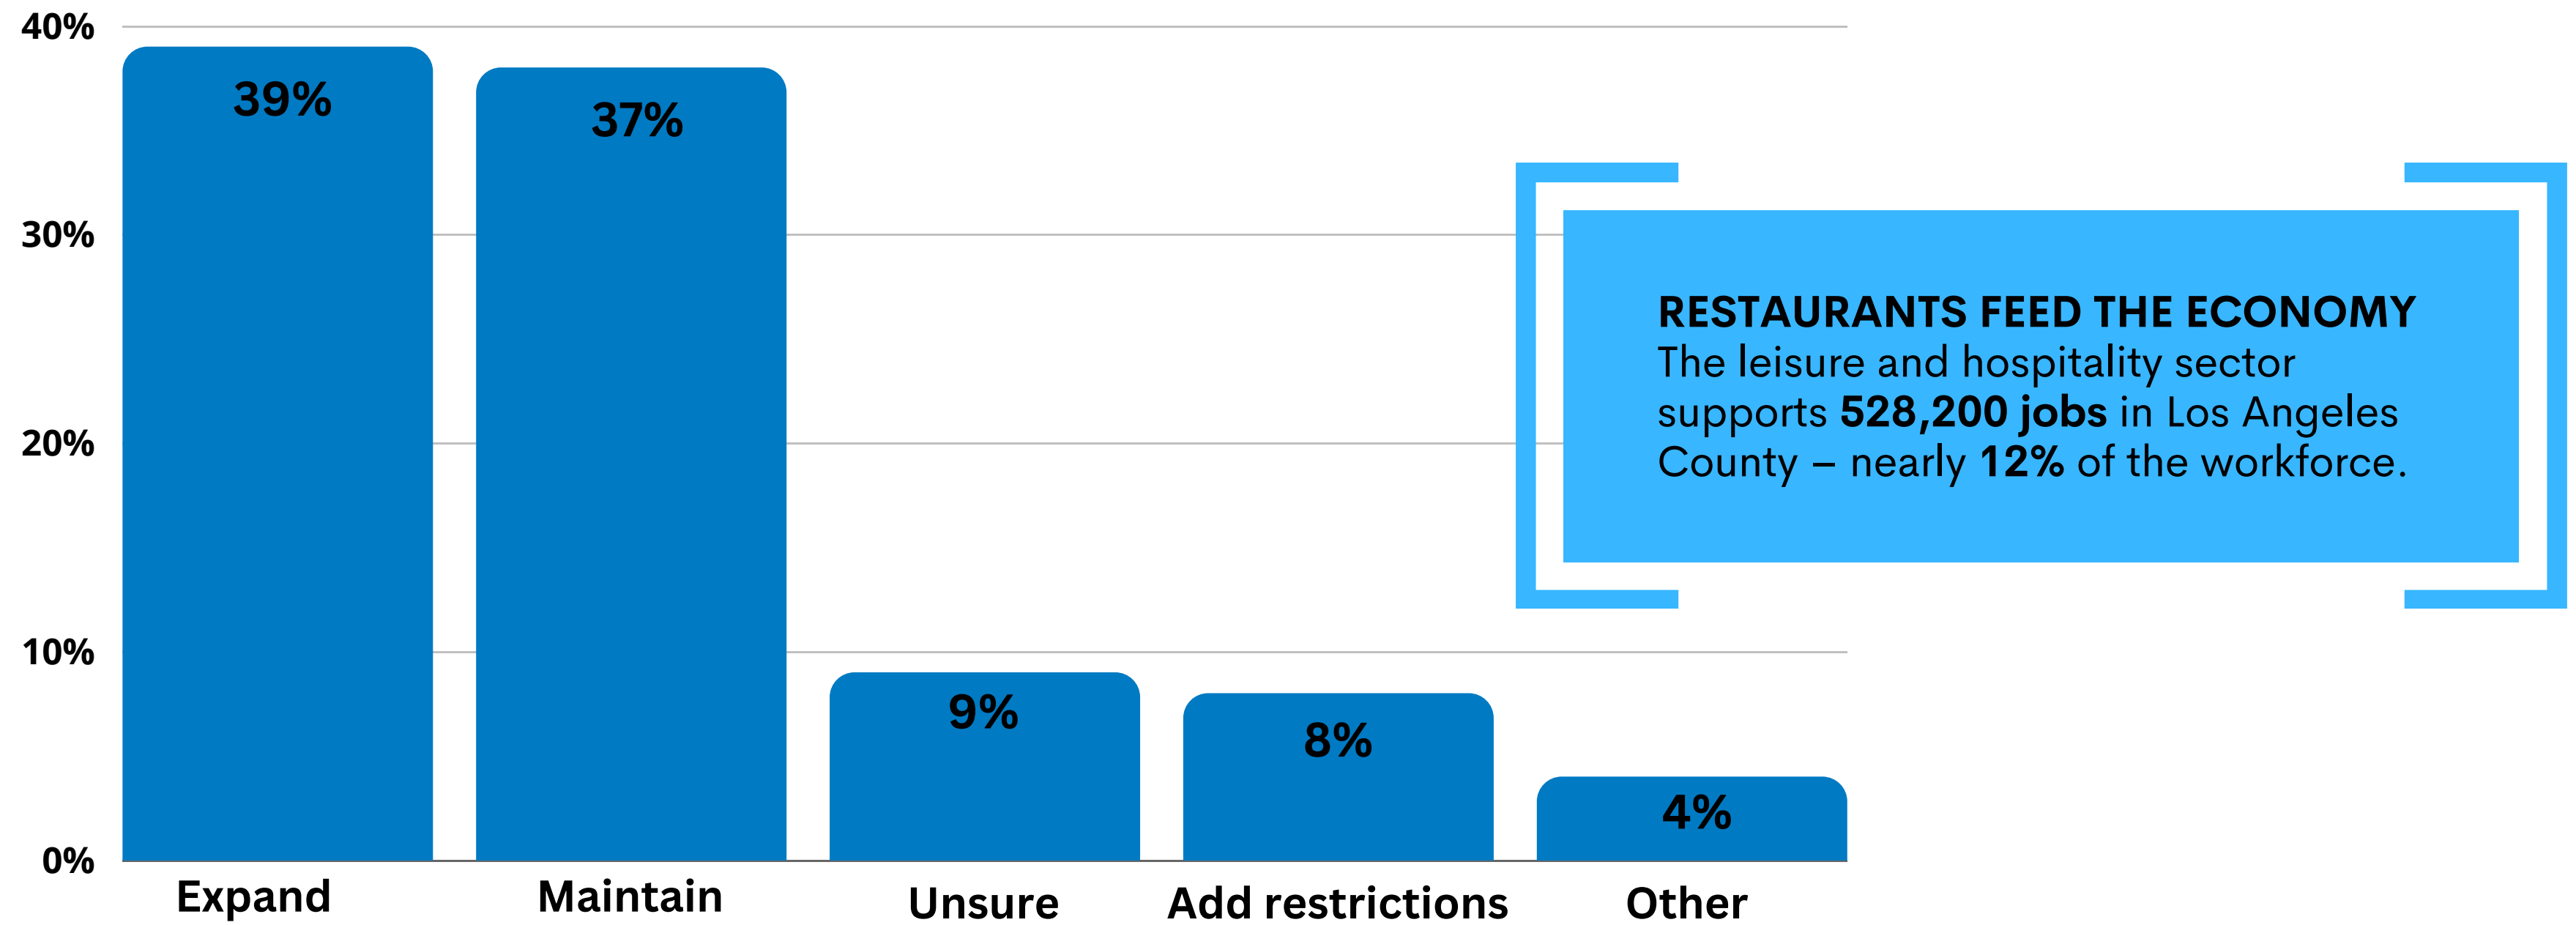 40%
39%
37%
30%
RESTAURANTS FEED THE ECONOMY
The leisure and hospitality sector
supports 528,200 jobs in Los Angeles
County – nearly 12% of the workforce.
20%
10%
9%
8%
4%
0%
Expand
Maintain
Unsure
Add restrictions
Other